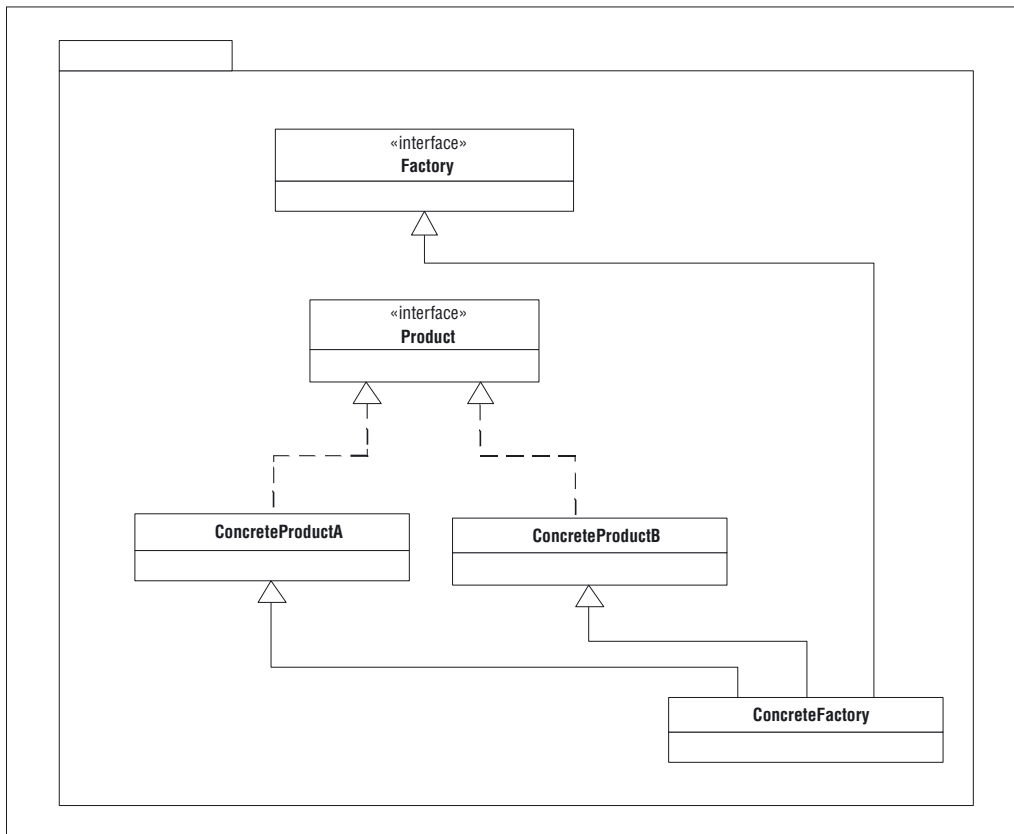 «interface»
Factory
«interface»
Product
ConcreteProductA
ConcreteProductB
ConcreteFactory